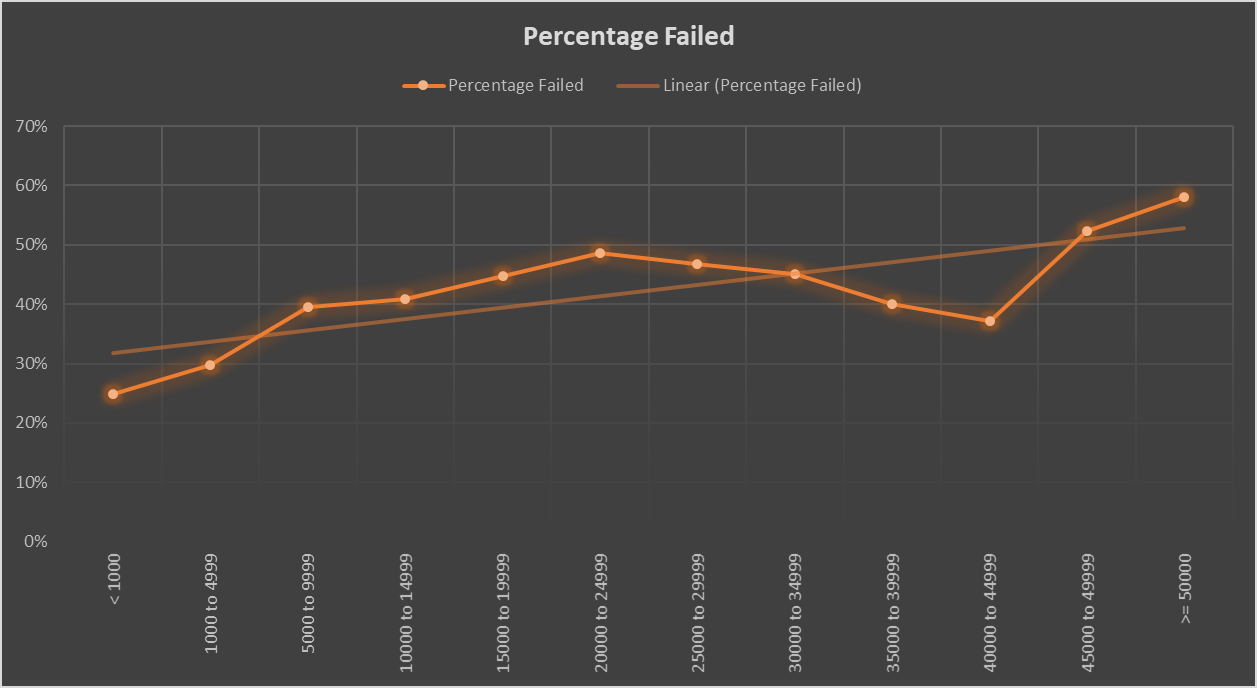 Percentage Failed
Percentage Failed Linear (Percentage Failed)
70%
60%
50%
40%
30%
20%
10%
0%
< 1000
1000 to 4999
5000 to 9999
10000 to 14999
15000 to 19999
20000 to 24999
25000 to 29999
30000 to 34999
35000 to 39999
40000 to 44999
45000 to 49999
>= 50000